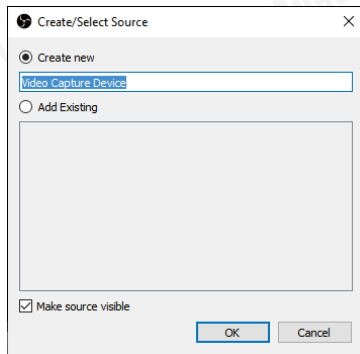 Create/Select Source
Create new
Video Capture Device
Add Existing
Make source visible
OK Cancel